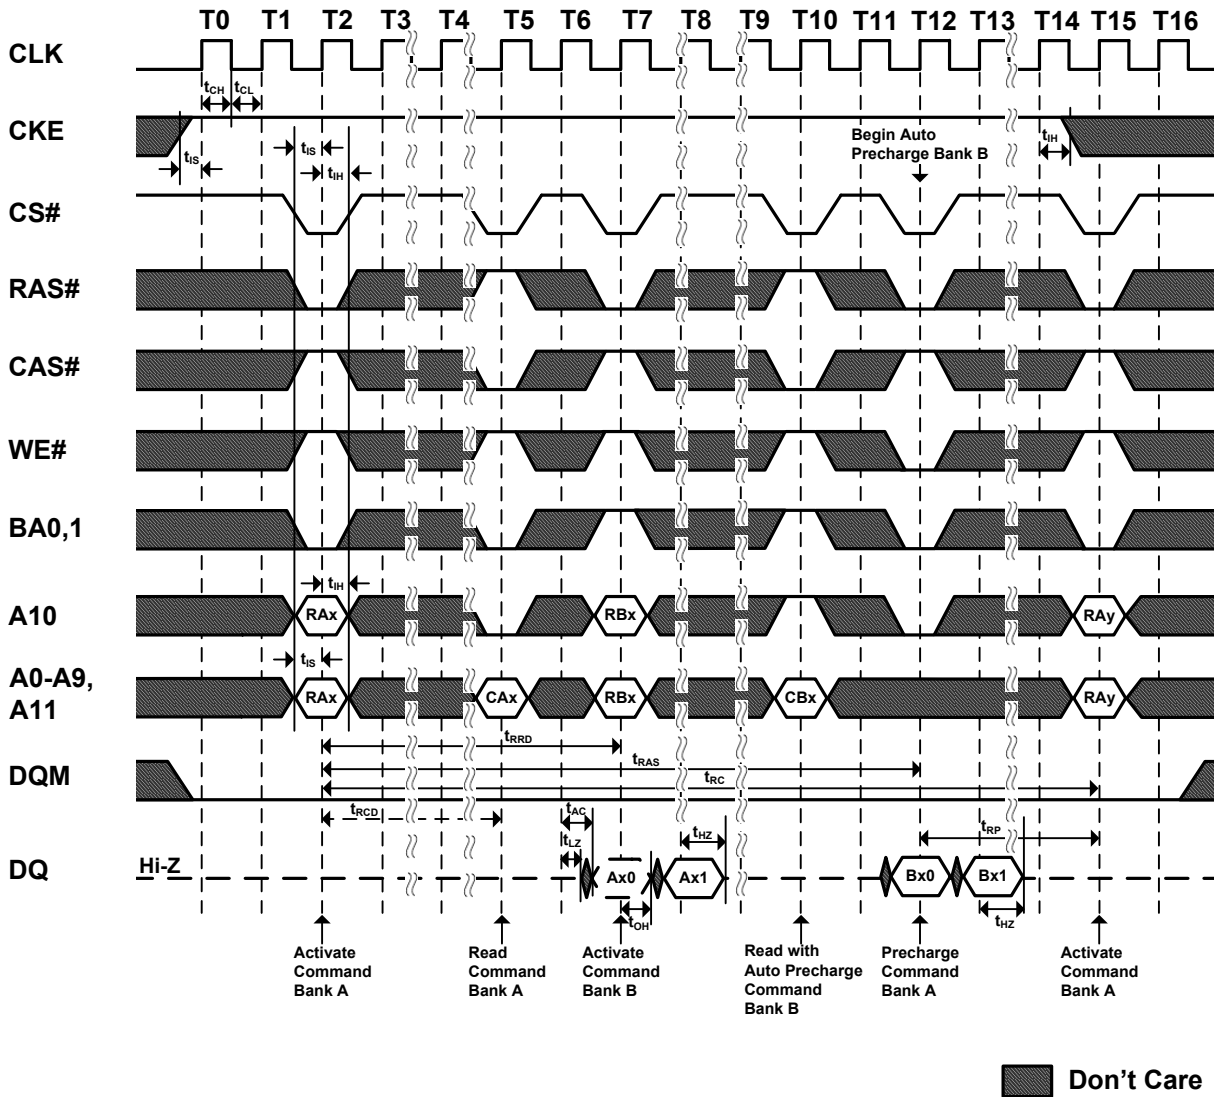 T0 T1 T2 T3 T4 T5 T6 T7 T8 T9 T10 T11 T12 T13 T14 T15 T16
CLK
tCH tCL
CKE
tIS
tIS
tIH
Begin Auto
Precharge Bank B
tIH
CS#
RAS#
CAS#
WE#
BA0,1
tIH
A10
RAx RBx RAy
tIS
A0-A9,
A11
RAx CAx RBx CBx RAy
tRRD
tRAS
tRC
DQM
tRCD
tAC
tLZ
tHZ
tRP
DQ
Hi-Z
Ax0 Ax1 Bx0 Bx1
tOH
tHZ
Activate
Command
Bank A
Read
Command
Bank A
Activate
Command
Bank B
Read with
Auto Precharge
Command
Bank B
Precharge
Command
Bank A
Activate
Command
Bank A
Don't Care